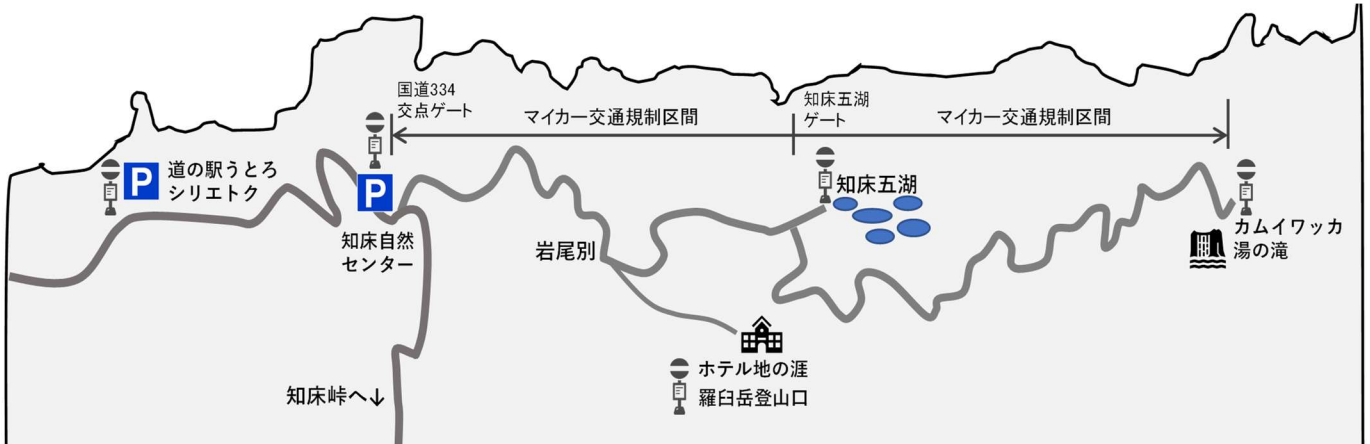 国道334
交点ゲート
マイカー交通規制区間
知床五湖
ゲート
マイカー交通規制区間
P
道の駅うとろ
シリエトク
P
知床五湖
知床自然
センター
岩尾別
カムイワッカ
湯の滝
ホテル地の涯
羅臼岳登山口
知床峠へ↓